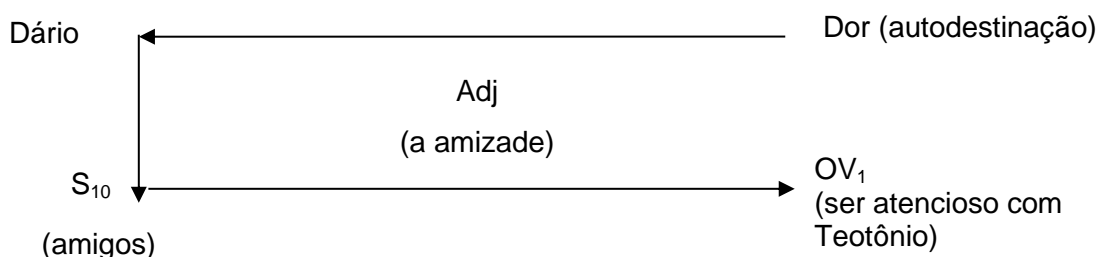 Dário
Dor (autodestinação)
Adj
(a amizade)
S₁₀
OV₁
(ser atencioso com
Teotônio)
(amigos)